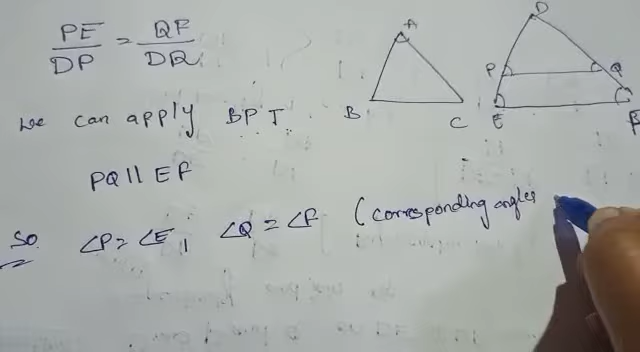 PE/DP = QF/DQ
We can apply BPT
PQ || EF
So ∠P = ∠E, ∠Q = ∠F (corresponding angles
A
B
C
D
P
Q
E
F